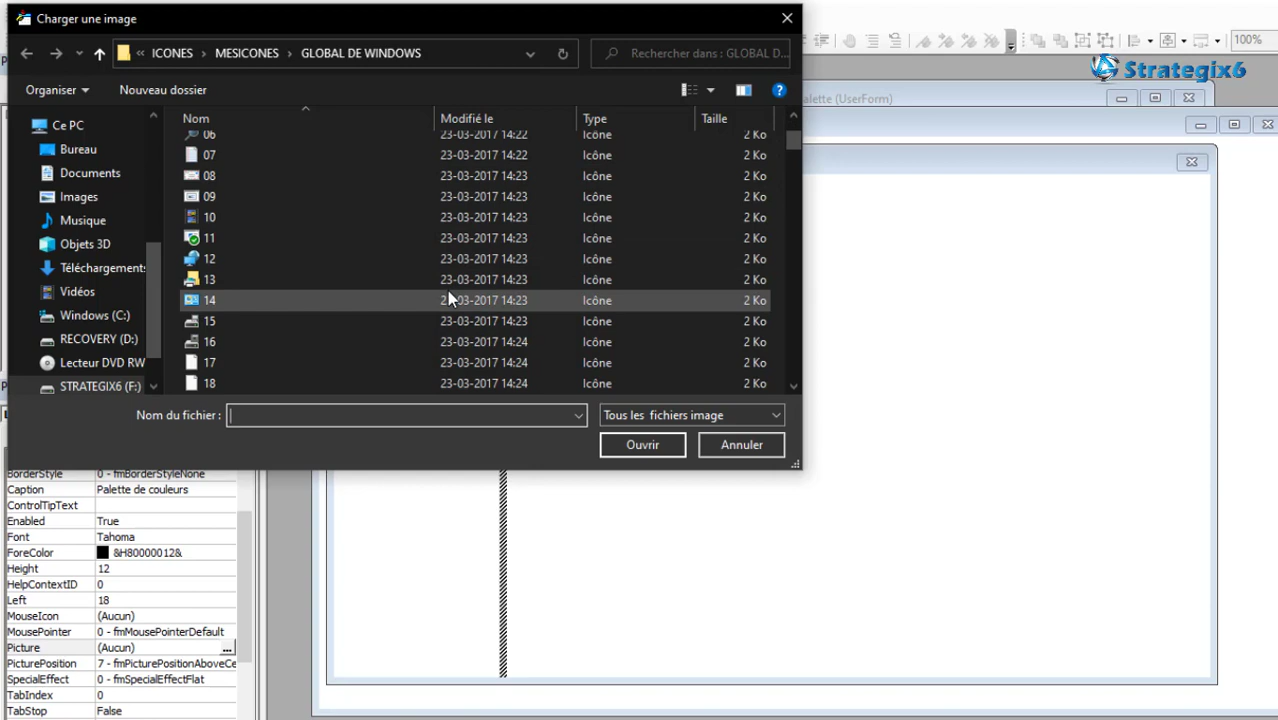 Charger une image
« ICONES › MESICONES › GLOBAL DE WINDOWS
Rechercher dans : GLOBAL D...
Organiser
Nouveau dossier
100%
Strategix6
alette (UserForm)
Nom Modifié le Type Taille
06 23-03-2017 14:22 Icône 2 Ko
07 23-03-2017 14:22 Icône 2 Ko
08 23-03-2017 14:23 Icône 2 Ko
09 23-03-2017 14:23 Icône 2 Ko
10 23-03-2017 14:23 Icône 2 Ko
11 23-03-2017 14:23 Icône 2 Ko
12 23-03-2017 14:23 Icône 2 Ko
13 23-03-2017 14:23 Icône 2 Ko
14 23-03-2017 14:23 Icône 2 Ko
15 23-03-2017 14:23 Icône 2 Ko
16 23-03-2017 14:24 Icône 2 Ko
17 23-03-2017 14:24 Icône 2 Ko
18 23-03-2017 14:24 Icône 2 Ko
Ce PC
Bureau
Documents
Images
Musique
Objets 3D
Téléchargements
Vidéos
Windows (C:)
RECOVERY (D:)
Lecteur DVD RW
STRATEGIX6 (F:)
Nom du fichier :
Tous les fichiers image
Ouvrir
Annuler
BorderStyle 0 - fmBorderStyleNone
Caption Palette de couleurs
ControlTipText
Enabled True
Font Tahoma
ForeColor &H80000012&
Height 12
HelpContextID 0
Left 18
MouseIcon (Aucun)
MousePointer 0 - fmMousePointerDefault
Picture (Aucun) ...
PicturePosition 7 - fmPicturePositionAboveCe
SpecialEffect 0 - fmSpecialEffectFlat
TabIndex 0
TabStop False